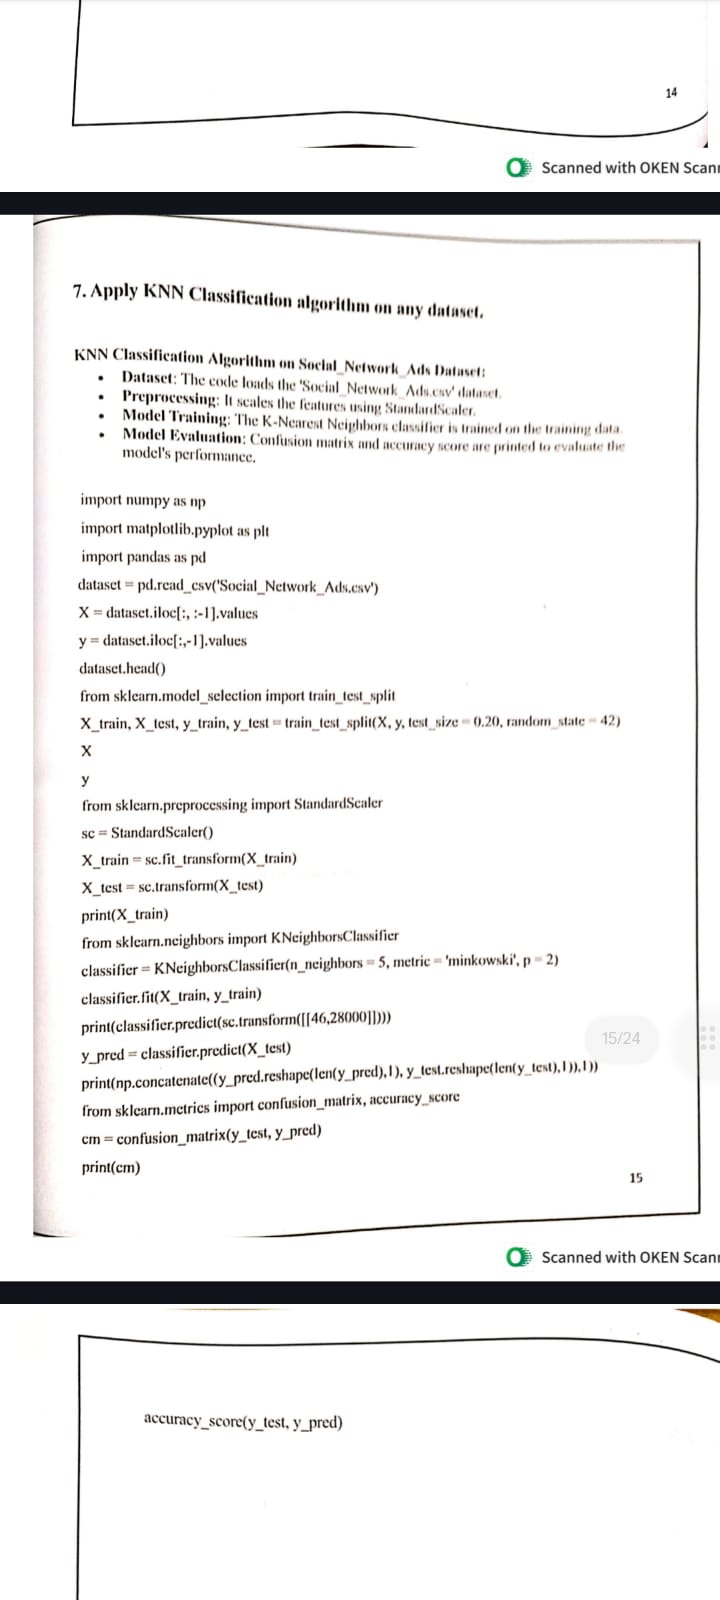 14
Scanned with OKEN Scan
7. Apply KNN Classification algorithm on any dataset.
KNN Classification Algorithm on Social_Network_Ads Dataset:
• Dataset: The code loads the 'Social_Network_Ads.csv' dataset.
• Preprocessing: It scales the features using StandardScaler.
• Model Training: The K-Nearest Neighbors classifier is trained on the training data.
• Model Evaluation: Confusion matrix and accuracy score are printed to evaluate the
model's performance.
import numpy as np
import matplotlib.pyplot as plt
import pandas as pd
dataset = pd.read_csv('Social_Network_Ads.csv')
X = dataset.iloc[:, :-1].values
y = dataset.iloc[:,-1].values
dataset.head()
from sklearn.model_selection import train_test_split
X_train, X_test, y_train, y_test = train_test_split(X, y, test_size = 0.20, random_state = 42)
X
y
from sklearn.preprocessing import StandardScaler
sc = StandardScaler()
X_train = sc.fit_transform(X_train)
X_test = sc.transform(X_test)
print(X_train)
from sklearn.neighbors import KNeighborsClassifier
classifier = KNeighborsClassifier(n_neighbors = 5, metric = 'minkowski', p = 2)
classifier.fit(X_train, y_train)
print(classifier.predict(sc.transform([[46,28000]])))
y_pred = classifier.predict(X_test)
15/24
print(np.concatenate((y_pred.reshape(len(y_pred),1), y_test.reshape(len(y_test),1)),1))
from sklearn.metrics import confusion_matrix, accuracy_score
cm = confusion_matrix(y_test, y_pred)
print(cm)
15
Scanned with OKEN Scan
accuracy_score(y_test, y_pred)